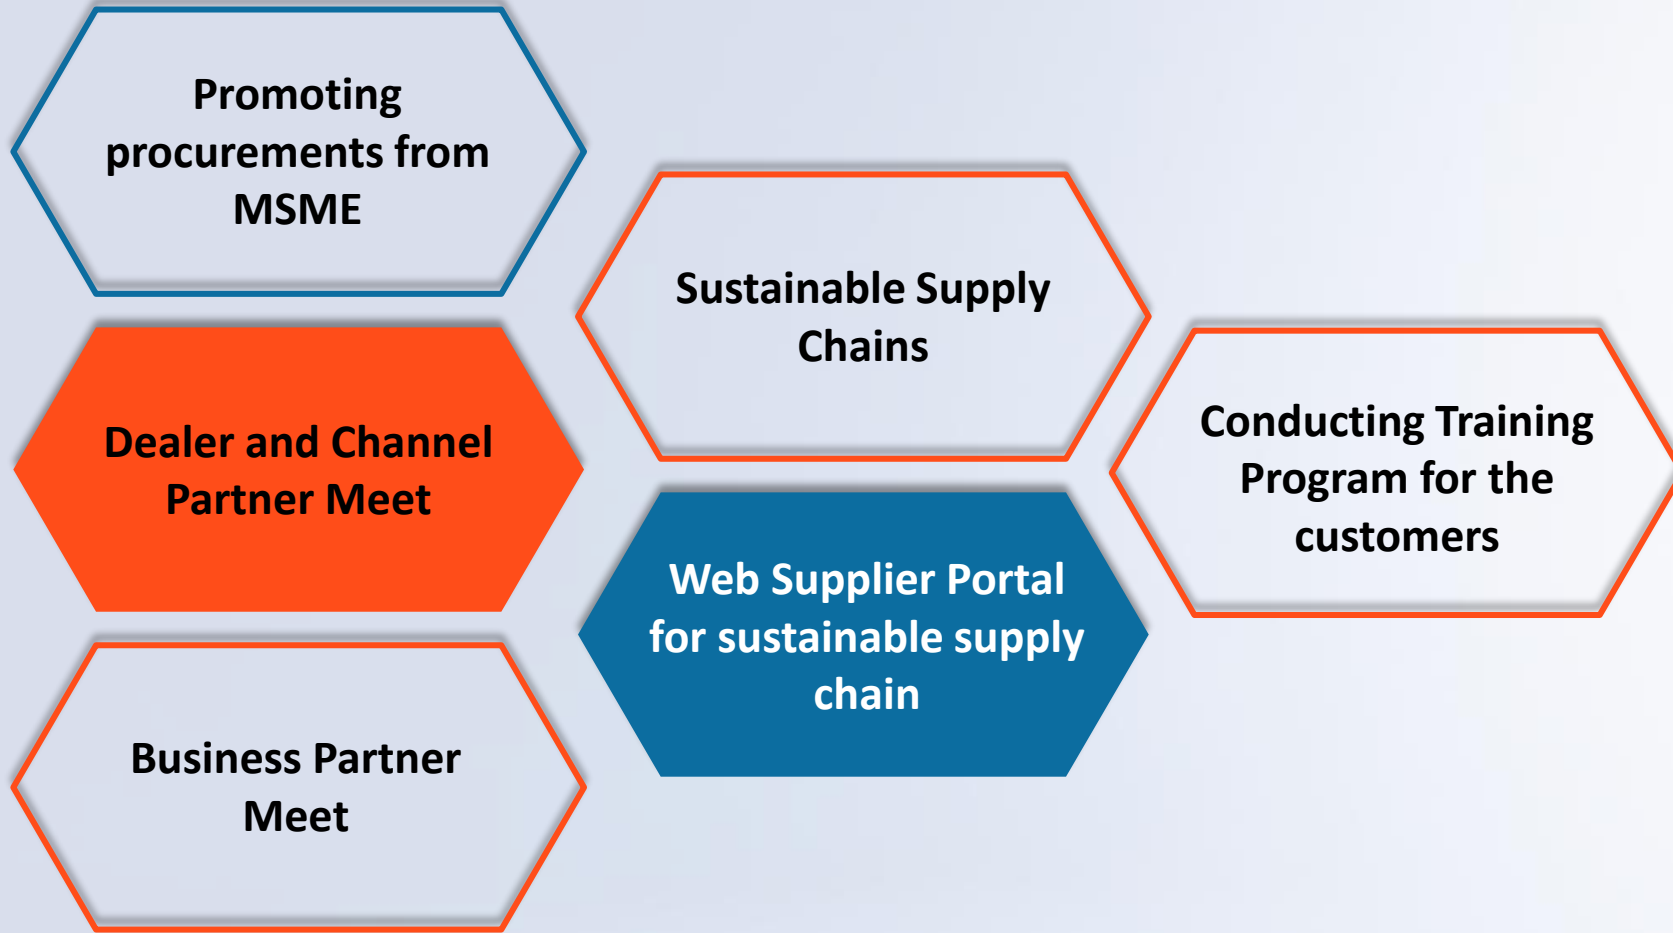 Promoting
procurements from
MSME
Dealer and Channel
Partner Meet
Business Partner
Meet
Sustainable Supply
Chains
Web Supplier Portal
for sustainable supply
chain
Conducting Training
Program for the
customers